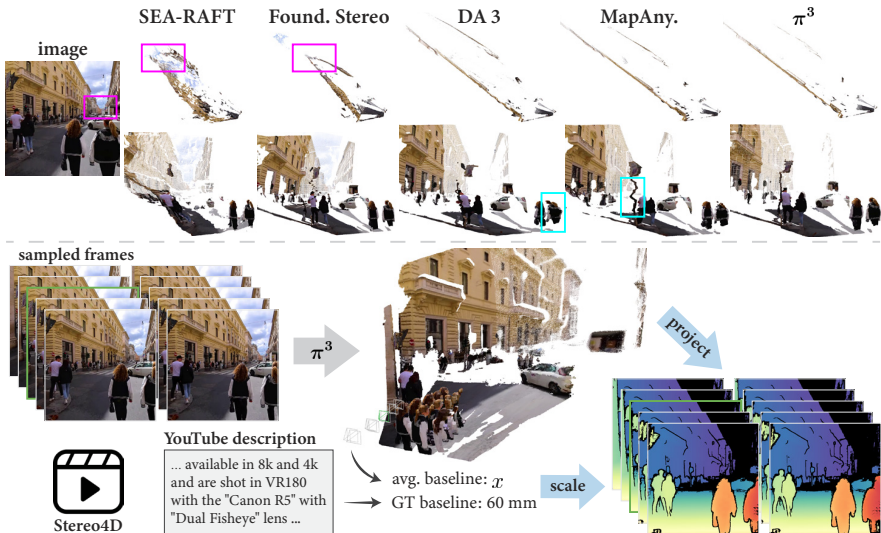 SEA-RAFT
Found. Stereo
DA 3
MapAny.
π³
image
sampled frames
π³
project
YouTube description
... available in 8k and 4k
and are shot in VR180
with the "Canon R5" with
"Dual Fisheye" lens ...
Stereo4D
avg. baseline: x
GT baseline: 60 mm
scale